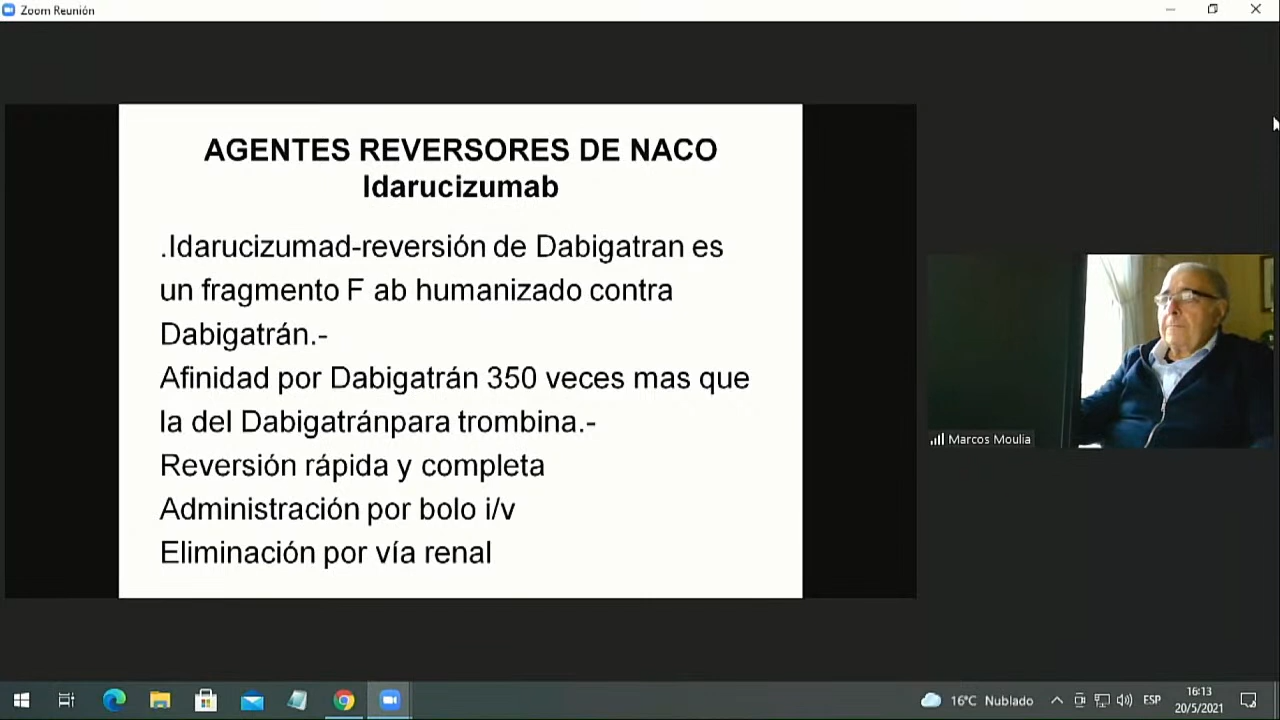 Zoom Reunión
AGENTES REVERSORES DE NACO
Idarucizumab
.Idarucizumad-reversión de Dabigatran es
un fragmento F ab humanizado contra
Dabigatrán.-
Afinidad por Dabigatrán 350 veces mas que
la del Dabigatránpara trombina.-
Reversión rápida y completa
Administración por bolo i/v
Eliminación por vía renal
Marcos Moulia
16°C Nublado
ESP
16:13
20/5/2021